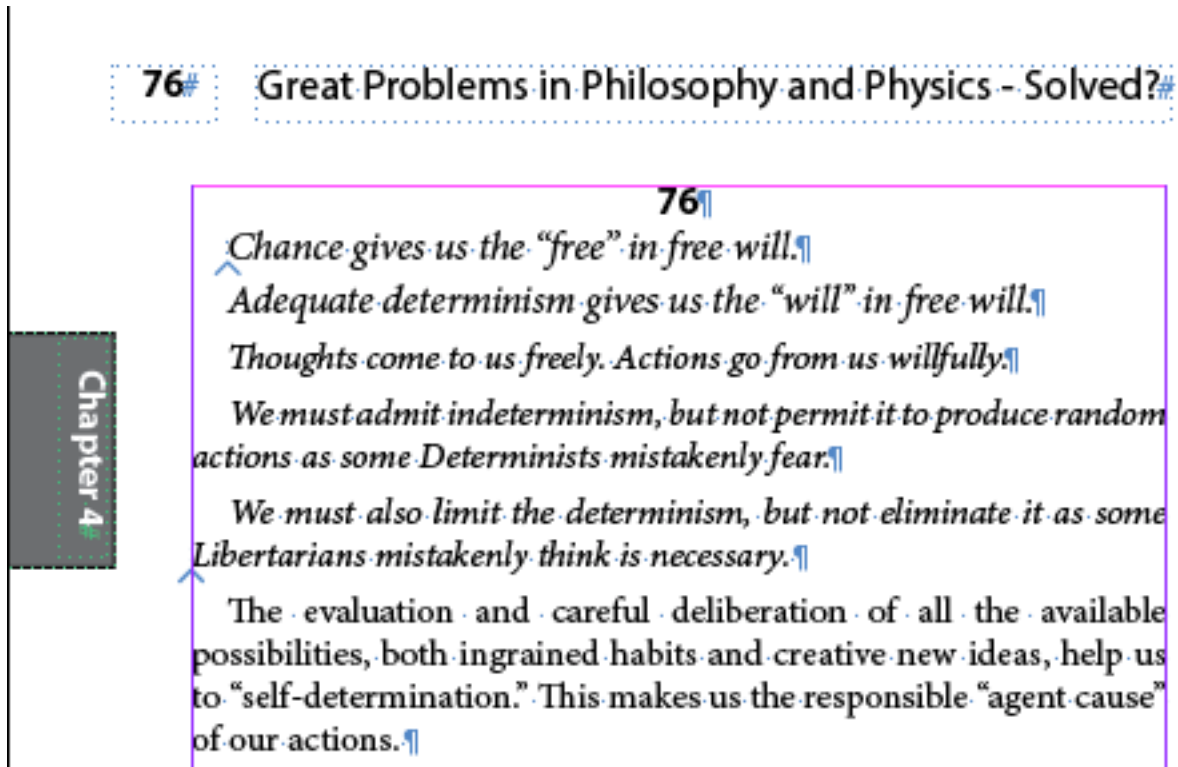 76#
Great Problems in Philosophy and Physics - Solved?#
76¶
Chance gives us the “free” in free will.¶
Adequate determinism gives us the “will” in free will.¶
Thoughts come to us freely. Actions go from us willfully.¶
We must admit indeterminism, but not permit it to produce random
actions as some Determinists mistakenly fear.¶
We must also limit the determinism, but not eliminate it as some
Libertarians mistakenly think is necessary.¶
The evaluation and careful deliberation of all the available
possibilities, both ingrained habits and creative new ideas, help us
to “self-determination.” This makes us the responsible “agent cause”
of our actions.¶
Chapter 4#